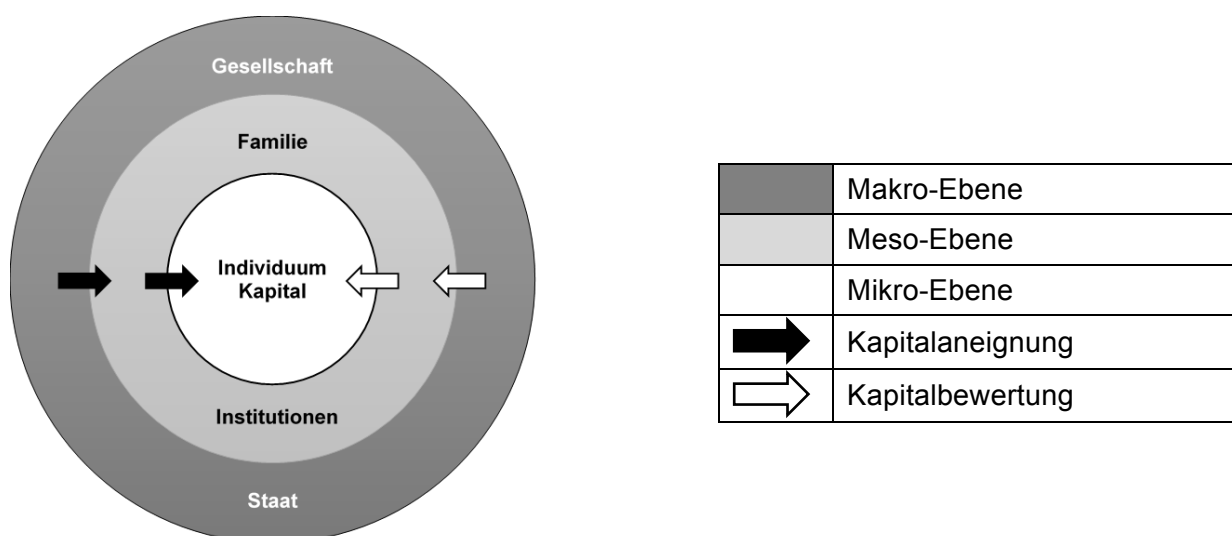 Gesellschaft
Familie
Individuum
Kapital
Institutionen
Staat
Makro-Ebene
Meso-Ebene
Mikro-Ebene
Kapitalaneignung
Kapitalbewertung